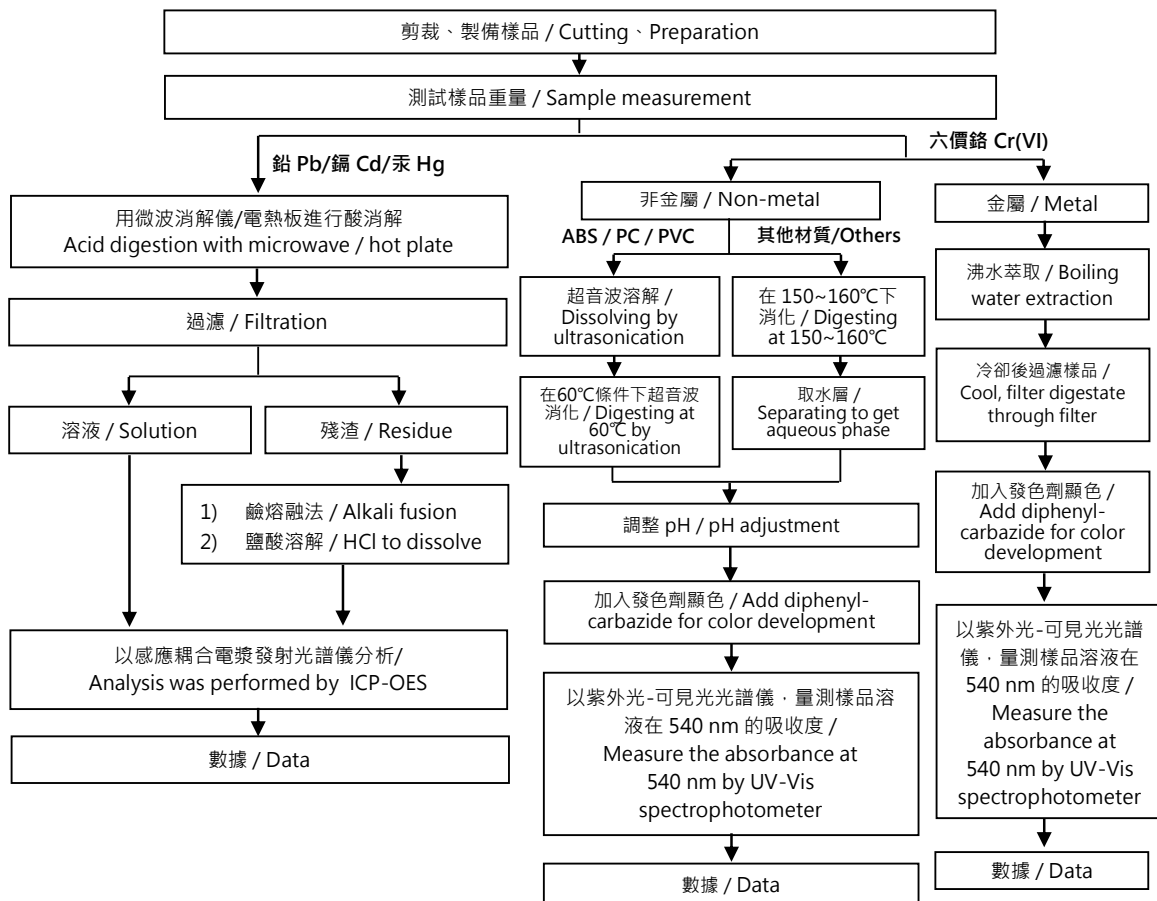 剪裁、製備樣品 / Cutting、Preparation
測試樣品重量 / Sample measurement
鉛 Pb/鎘 Cd/汞 Hg
六價鉻 Cr(VI)
用微波消解儀/電熱板進行酸消解
Acid digestion with microwave / hot plate
過濾 / Filtration
溶液 / Solution
殘渣 / Residue
1) 鹼熔融法 / Alkali fusion
2) 鹽酸溶解 / HCl to dissolve
以感應耦合電漿發射光譜儀分析/
Analysis was performed by ICP-OES
數據 / Data
非金屬 / Non-metal
ABS / PC / PVC
其他材質/Others
超音波溶解 /
Dissolving by
ultrasonication
在60℃條件下超音波
消化 / Digesting at
60℃ by
ultrasonication
在 150~160℃下
消化 / Digesting
at 150~160℃
取水層 /
Separating to get
aqueous phase
調整 pH / pH adjustment
加入發色劑顯色 / Add diphenyl-
carbazide for color development
以紫外光-可見光光譜儀，量測樣品溶
液在 540 nm 的吸收度 /
Measure the absorbance at
540 nm by UV-Vis
spectrophotometer
數據 / Data
金屬 / Metal
沸水萃取 / Boiling
water extraction
冷卻後過濾樣品 /
Cool, filter digestate
through filter
加入發色劑顯色 /
Add diphenyl-
carbazide for color
development
以紫外光-可見光光譜
儀，量測樣品溶液在
540 nm 的吸收度 /
Measure the
absorbance at
540 nm by UV-Vis
spectrophotometer
數據 / Data